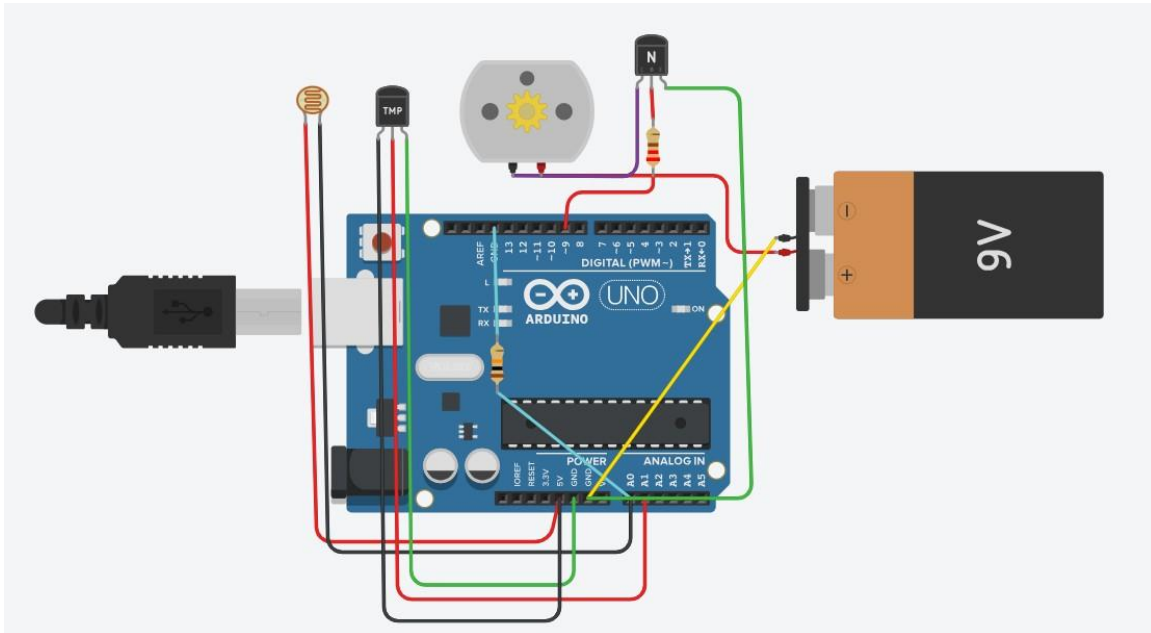 N
TMP
9V
AREF
GND
13
12
~11
~10
~9
8
7
~6
~5
4
~3
2
TX→1
RX←0
DIGITAL (PWM~)
L
TX
RX
ARDUINO
UNO
ON
POWER
ANALOG IN
IOREF
RESET
3.3V
5V
GND
GND
A0
A1
A2
A3
A4
A5